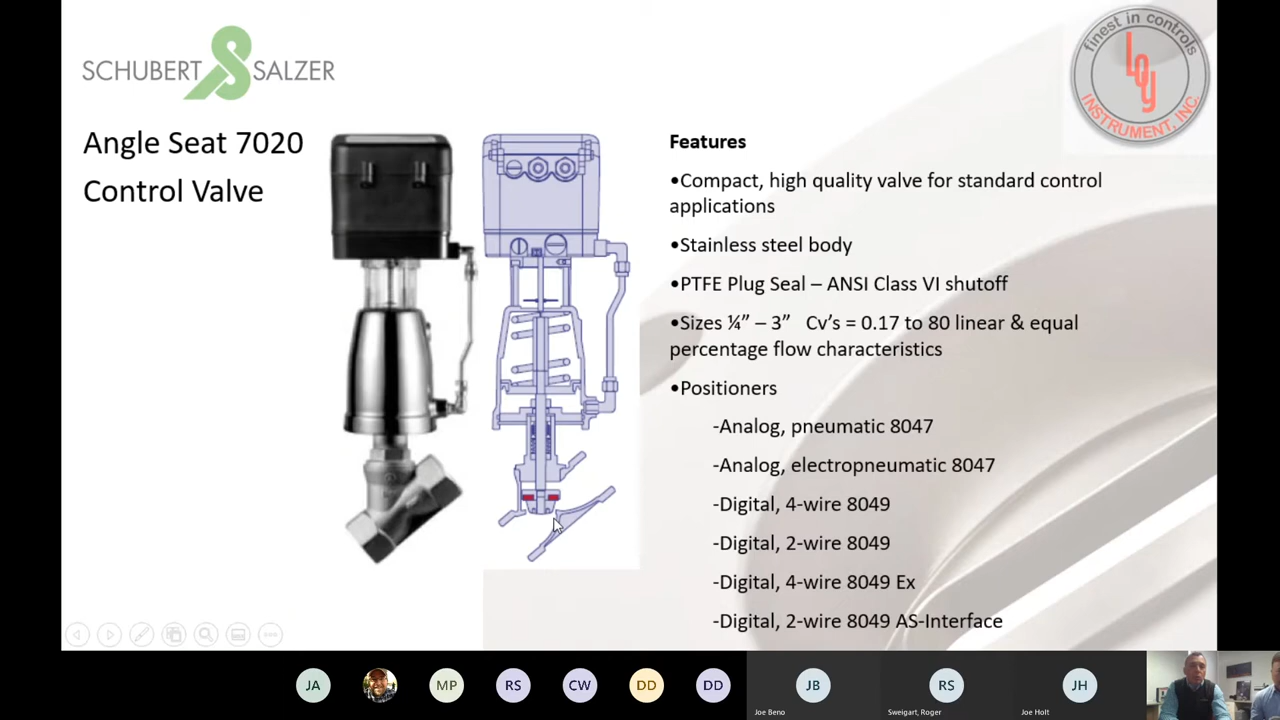 SCHUBERT SALZER
finest in controls
loy
INSTRUMENT, INC.
Angle Seat 7020
Control Valve
Features
•Compact, high quality valve for standard control
applications
•Stainless steel body
•PTFE Plug Seal – ANSI Class VI shutoff
•Sizes ¼” – 3” Cv’s = 0.17 to 80 linear & equal
percentage flow characteristics
•Positioners
-Analog, pneumatic 8047
-Analog, electropneumatic 8047
-Digital, 4-wire 8049
-Digital, 2-wire 8049
-Digital, 4-wire 8049 Ex
-Digital, 2-wire 8049 AS-Interface
JA MP RS CW DD DD JB RS JH
Joe Beno Sweigart, Roger Joe Holt